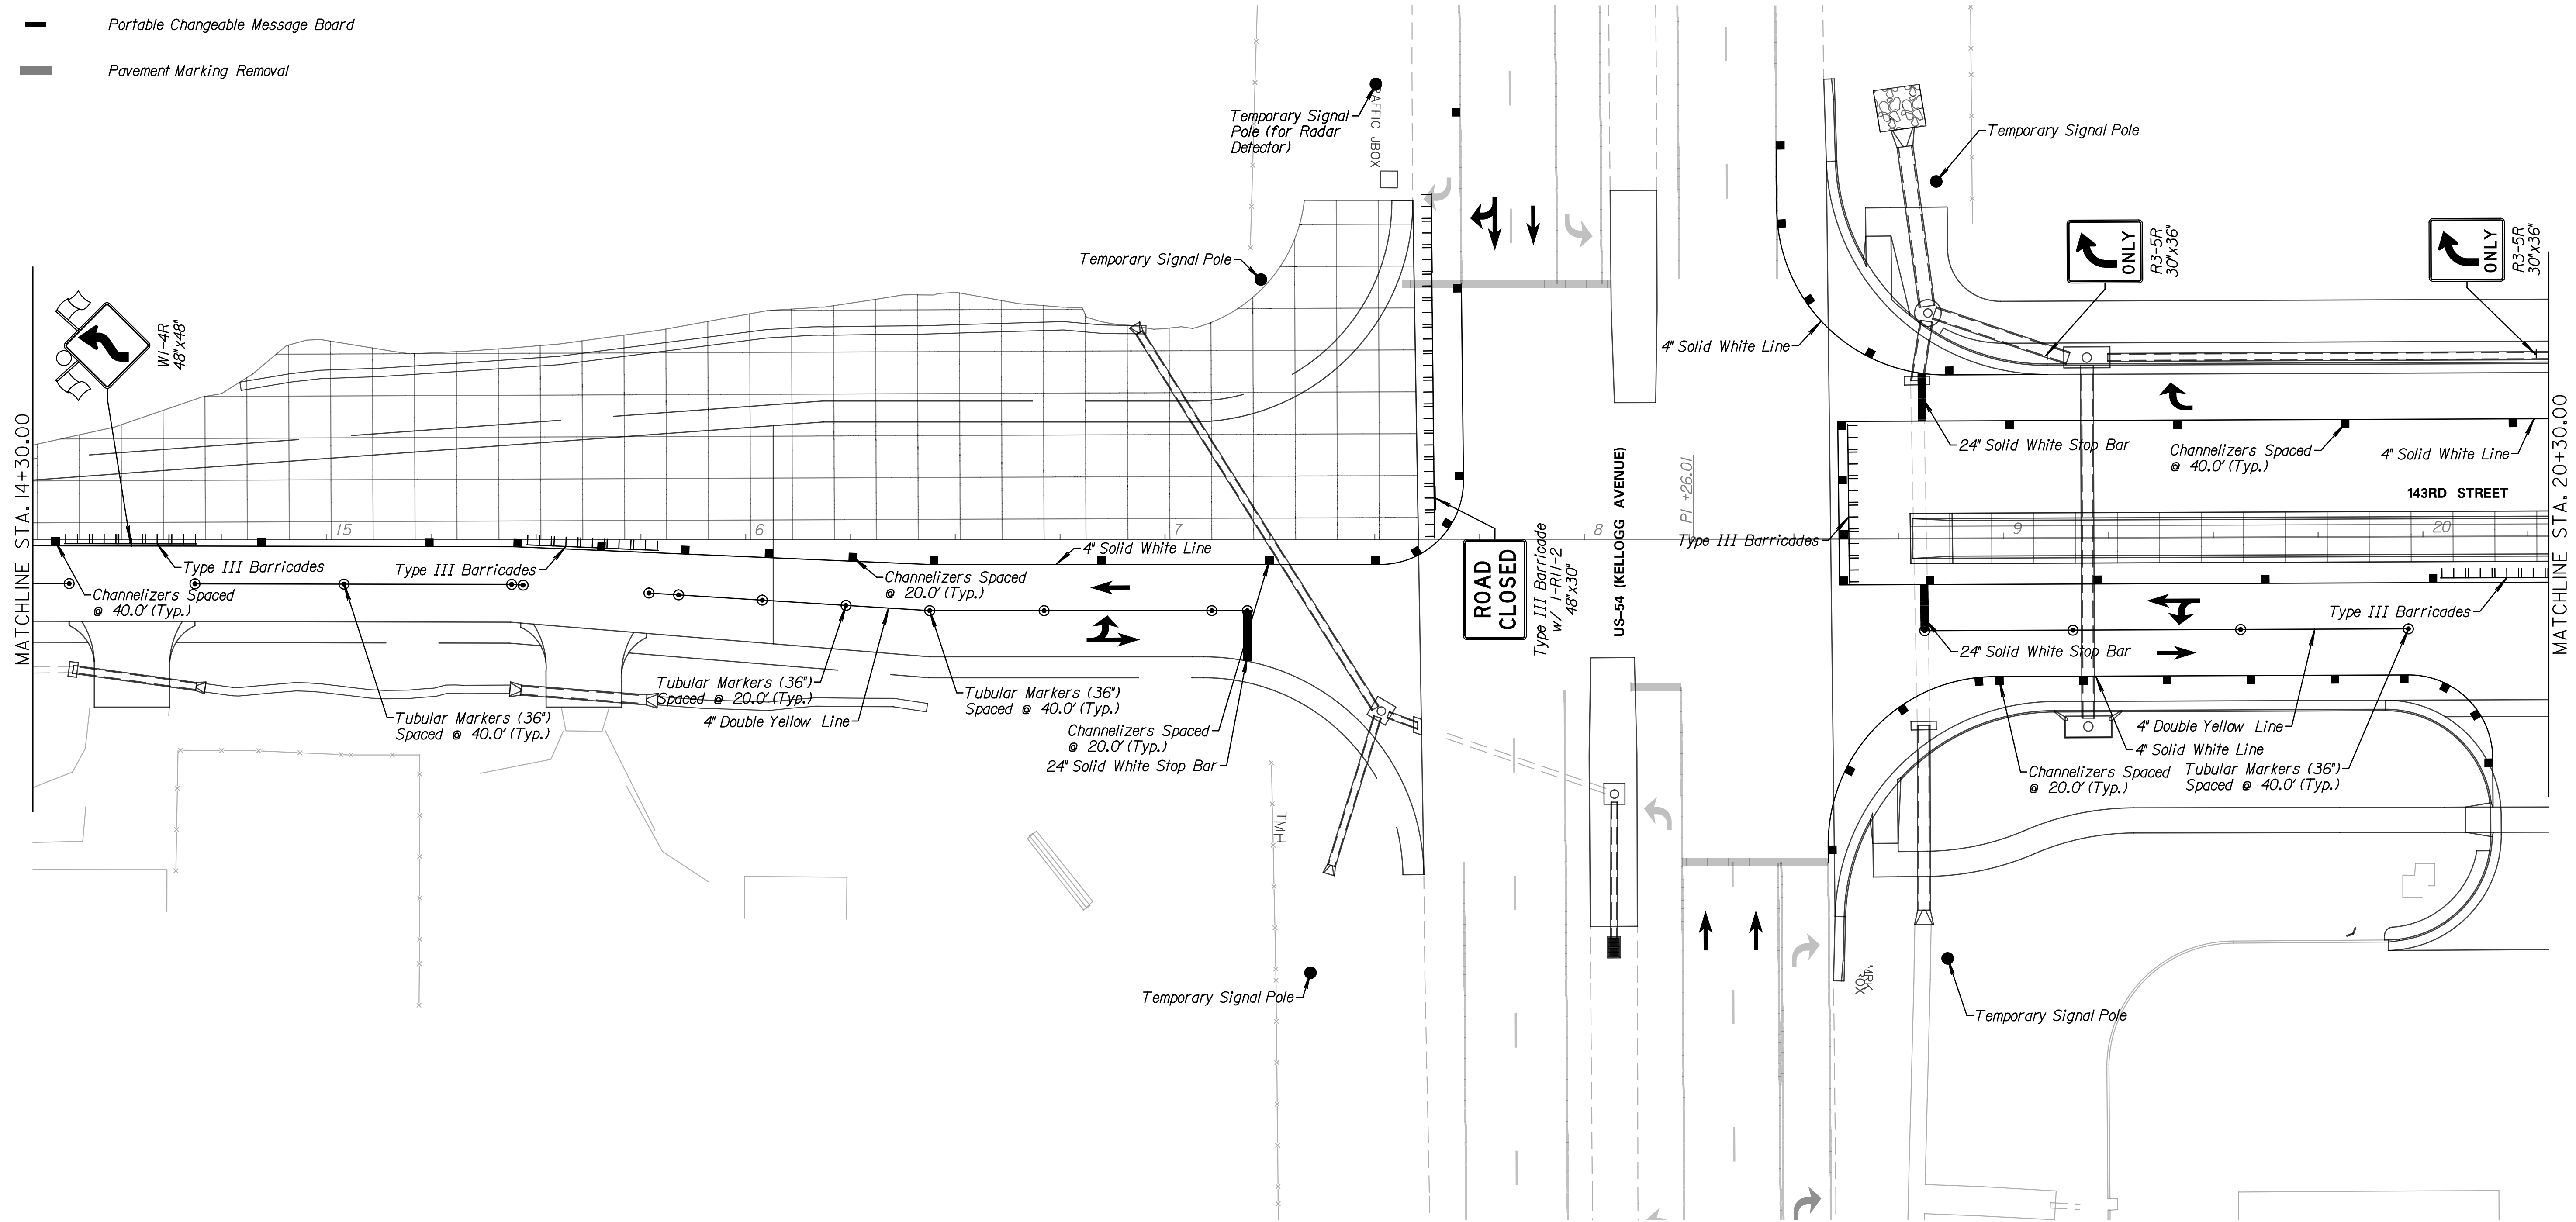 Portable Changeable Message Board
Pavement Marking Removal
Temporary Signal
Pole (for Radar
Detector)
TRAFFIC JBOX
Temporary Signal Pole
Temporary Signal Pole
ONLY
R3-5R
30"x36"
ONLY
R3-5R
30"x36"
W1-4R
48"x48"
4" Solid White Line
MATCHLINE STA. 14+30.00
MATCHLINE STA. 20+30.00
24" Solid White Stop Bar
Channelizers Spaced
@ 40.0' (Typ.)
4" Solid White Line
143RD STREET
US-54 (KELLOGG AVENUE)
PI +26.01
15
6
7
8
9
20
Type III Barricades
Type III Barricades
Type III Barricades
4" Solid White Line
Channelizers Spaced
@ 20.0' (Typ.)
ROAD
CLOSED
Type III Barricade
w/ 1-R11-2
48"x30"
Channelizers Spaced
@ 40.0' (Typ.)
Type III Barricades
24" Solid White Stop Bar
Tubular Markers (36")
Spaced @ 20.0' (Typ.)
Tubular Markers (36")
Spaced @ 40.0' (Typ.)
Tubular Markers (36")
Spaced @ 40.0' (Typ.)
4" Double Yellow Line
Channelizers Spaced
@ 20.0' (Typ.)
24" Solid White Stop Bar
4" Double Yellow Line
4" Solid White Line
Channelizers Spaced
@ 20.0' (Typ.)
Tubular Markers (36")
Spaced @ 40.0' (Typ.)
TMH
Temporary Signal Pole
Temporary Signal Pole